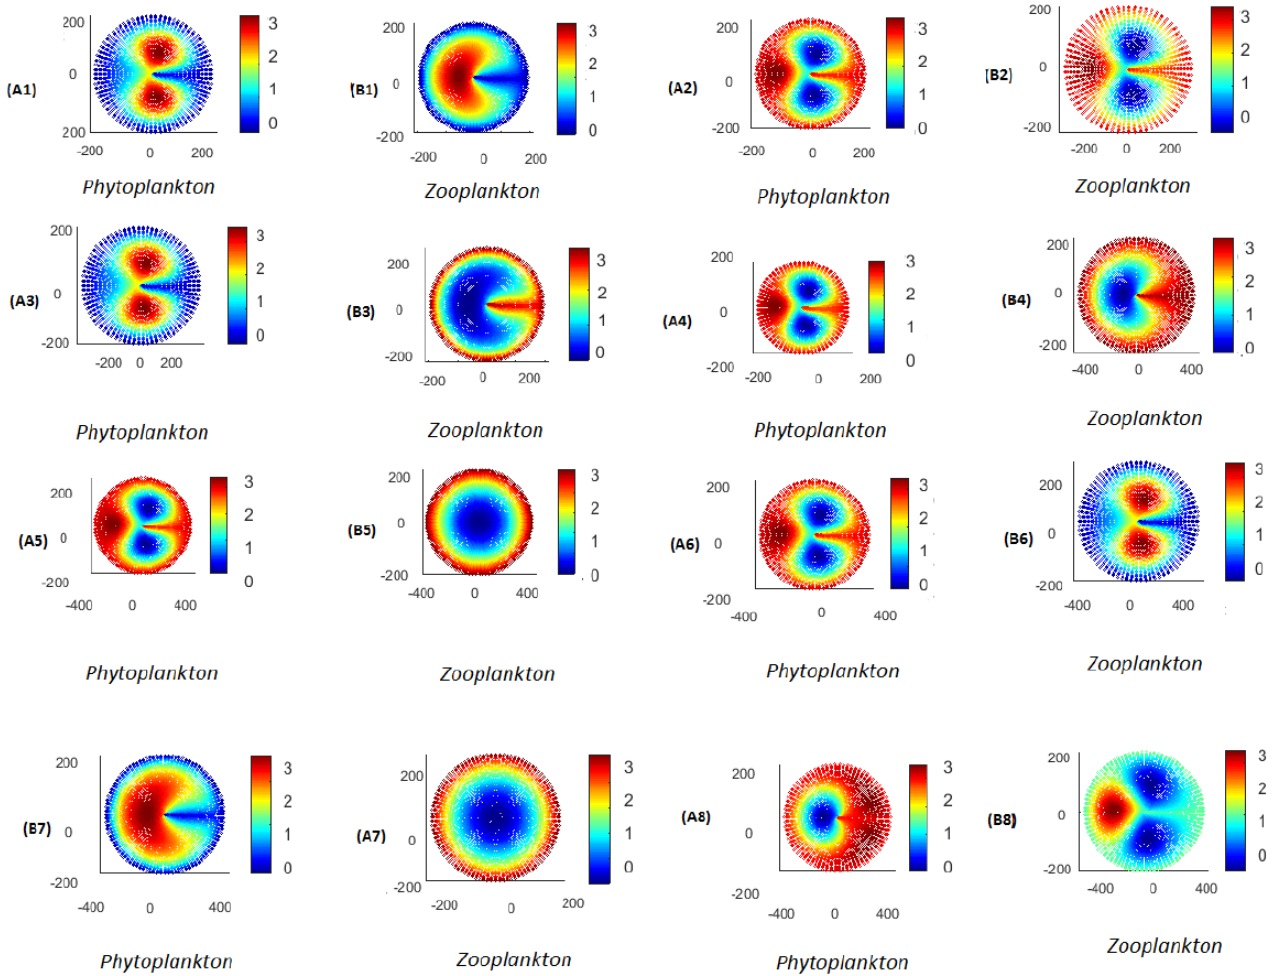 200 3 200 3 200 3 200 3
(A1) 0 2 (B1) 0 2 (A2) 0 2 (B2) 0 2
1 1 1 1
200 0 -200 0 -200 0 -200 0
-200 0 200 -200 0 200 -200 0 200 -200 0 200
Phytoplankton Zooplankton Phytoplankton Zooplankton
200 3 200 3 200 3 200 3
(A3) 0 2 (B3) 0 2 (A4) 0 2 (B4) 0 2
1 1 1 1
-200 0 -200 0 -200 0 -200 .0
-200 0 200 -200 0 200 -200 0 200 -400 0 400
Phytoplankton Zooplankton Phytoplankton Zooplankton
200 3 200 3 200 3 200 3
(A5) 0 2 (B5) 0 2 (A6) 0 2 (B6) 0 2
1 1 1 1
-200 0 -200 0 -200 0 -200 0
-400 0 400 -400 0 400 -400 0 400 -400 0 400
Phytoplankton Zooplankton Phytoplankton Zooplankton
200 3 200 3 200 3 200 3
(B7) 0 2 (A7) 0 2 (A8) 0 2 (B8) 0 2
1 1 1 1
-200 0 -200 0 -200 0 -200 0
-400 0 400 -200 0 200 -400 0 400 -400 0 400
Phytoplankton Zooplankton Phytoplankton Zooplankton